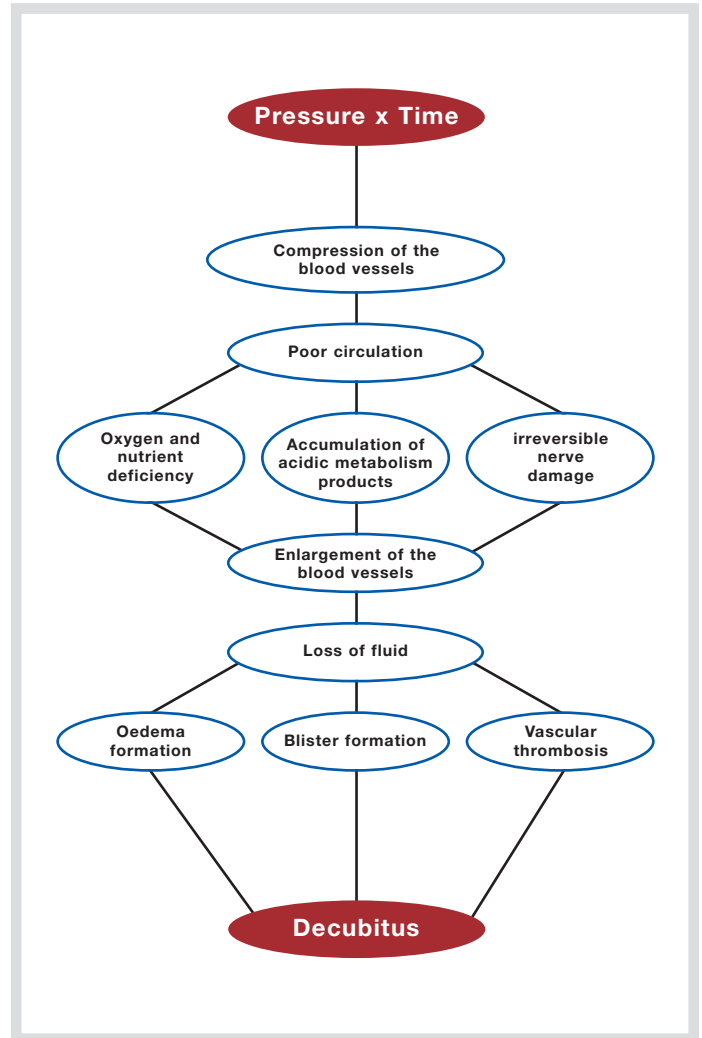 Pressure x Time
Compression of the
blood vessels
Poor circulation
Oxygen and
nutrient
deficiency
Accumulation of
acidic metabolism
products
irreversible
nerve
damage
Enlargement of the
blood vessels
Loss of fluid
Oedema
formation
Blister formation
Vascular
thrombosis
Decubitus